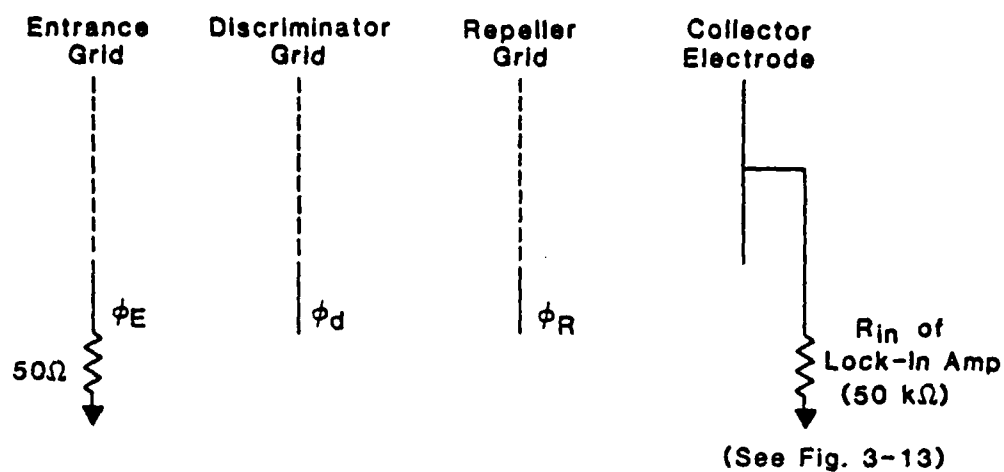 Entrance
Grid
Discriminator
Grid
Repeller
Grid
Collector
Electrode
ϕE
ϕd
ϕR
50Ω
Rin of
Lock-In Amp
(50 kΩ)
(See Fig. 3-13)